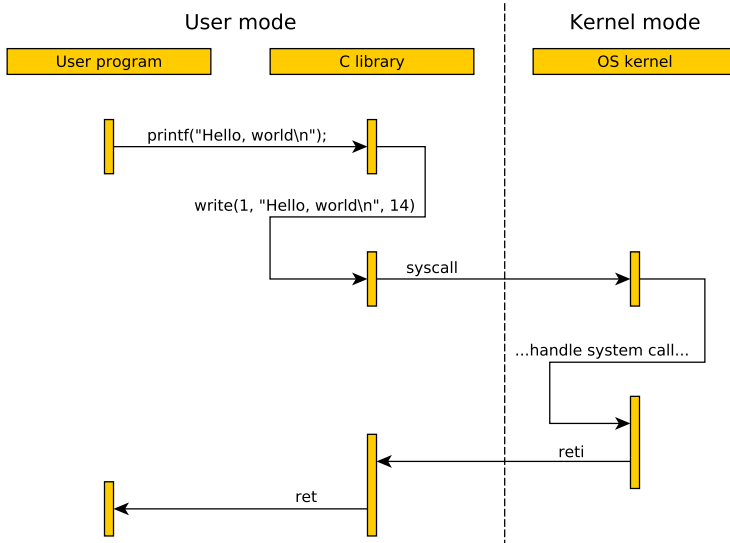 User mode
Kernel mode
User program
C library
OS kernel
printf("Hello, world\n");
write(1, "Hello, world\n", 14)
syscall
...handle system call...
reti
ret